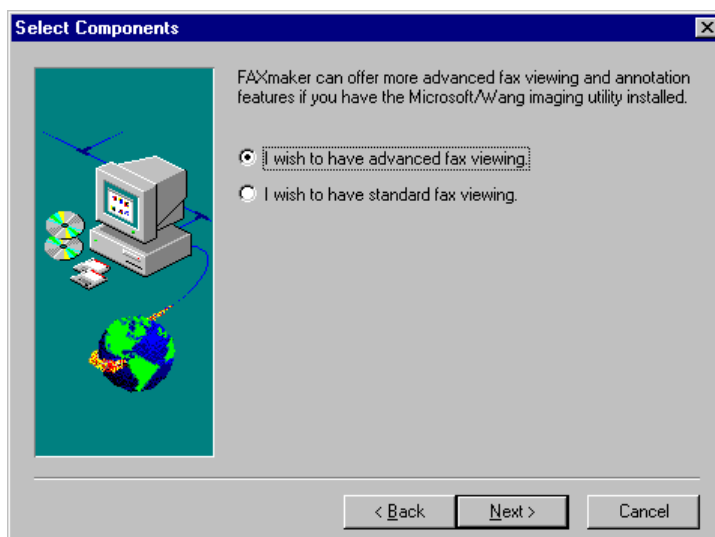 Select Components
FAXmaker can offer more advanced fax viewing and annotation
features if you have the Microsoft/Wang imaging utility installed.
I wish to have advanced fax viewing.
I wish to have standard fax viewing.
< Back
Next >
Cancel